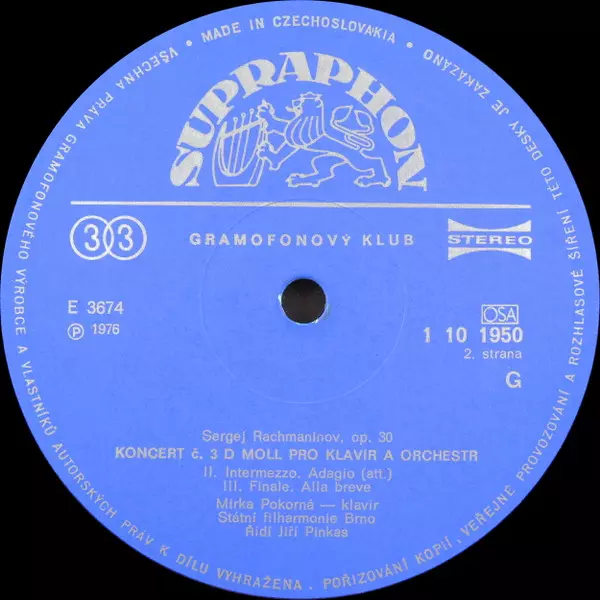 VŠECHNA PRÁVA GRAMOFONOVÉHO VÝROBCE A VLASTNÍKŮ AUTORSKÝCH PRÁV K DÍLU VYHRAŽENA. POŘIZOVÁNÍ KOPIÍ, VEŘEJNÉ PROVOZOVÁNÍ A ROZHLASOVÉ ŠÍŘENÍ TÉTO DESKY JE ZAKÁZÁNO • MADE IN CZECHOSLOVAKIA •
SUPRAPHON
33
GRAMOFONOVÝ KLUB
STEREO
E 3674
Ⓟ 1976
OSA
1 10 1950
2. strana
G
Sergej Rachmaninov, op. 30
KONCERT č. 3 D MOLL PRO KLAVÍR A ORCHESTR
II. Intermezzo. Adagio (att.)
III. Finale. Alla breve
Mirka Pokorná — klavír
Státní filharmonie Brno
Řídí Jiří Pinkas